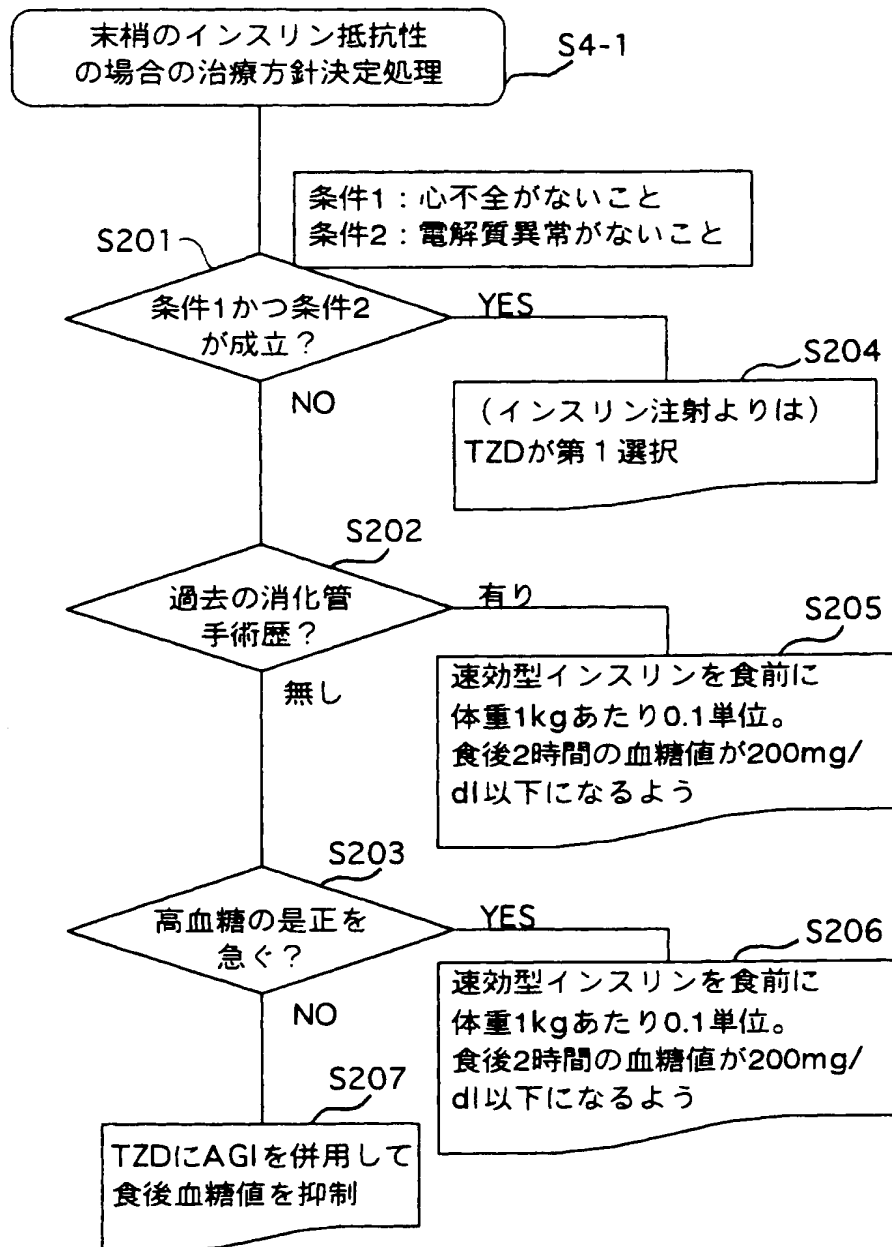 末梢のインスリン抵抗性
の場合の治療方針決定処理
S4-1
条件1：心不全がないこと
条件2：電解質異常がないこと
S201
条件1かつ条件2
が成立？
YES
NO
S204
（インスリン注射よりは）
TZDが第1選択
S202
過去の消化管
手術歴？
有り
無し
S205
速効型インスリンを食前に
体重1kgあたり0.1単位。
食後2時間の血糖値が200mg/
dl以下になるよう
S203
高血糖の是正を
急ぐ？
YES
NO
S206
速効型インスリンを食前に
体重1kgあたり0.1単位。
食後2時間の血糖値が200mg/
dl以下になるよう
S207
TZDにAGIを併用して
食後血糖値を抑制